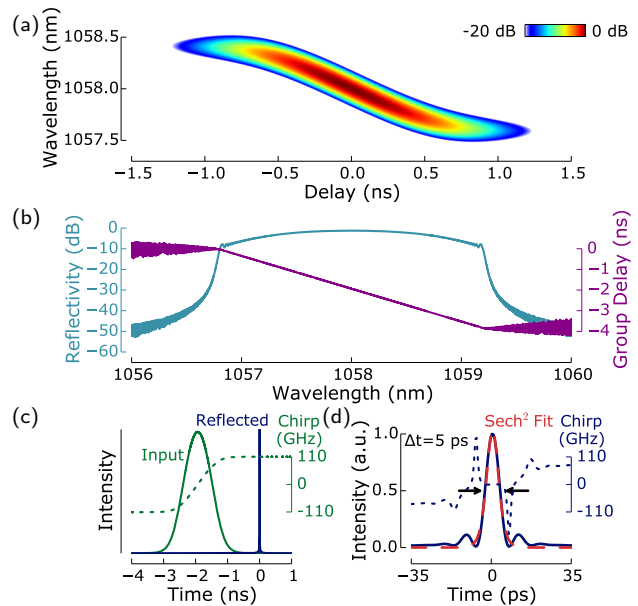 (a)
-20 dB
0 dB
Wavelength (nm)
1058.5
1058.0
1057.5
−1.5
−1.0
−0.5
0.0
0.5
1.0
1.5
Delay (ns)
(b)
Reflectivity (dB)
0
−10
−20
−30
−40
−50
−60
Group Delay (ns)
0
−1
−2
−3
−4
1056
1057
1058
1059
1060
Wavelength (nm)
(c)
Reflected
Chirp
(GHz)
Input
110
0
-110
Intensity
−4
−3
−2
−1
0
1
Time (ns)
(d)
Sech² Fit
Chirp
(GHz)
Δt=5 ps
110
0
-110
Intensity (a.u.)
1.0
0.5
0.0
−35
0
35
Time (ps)